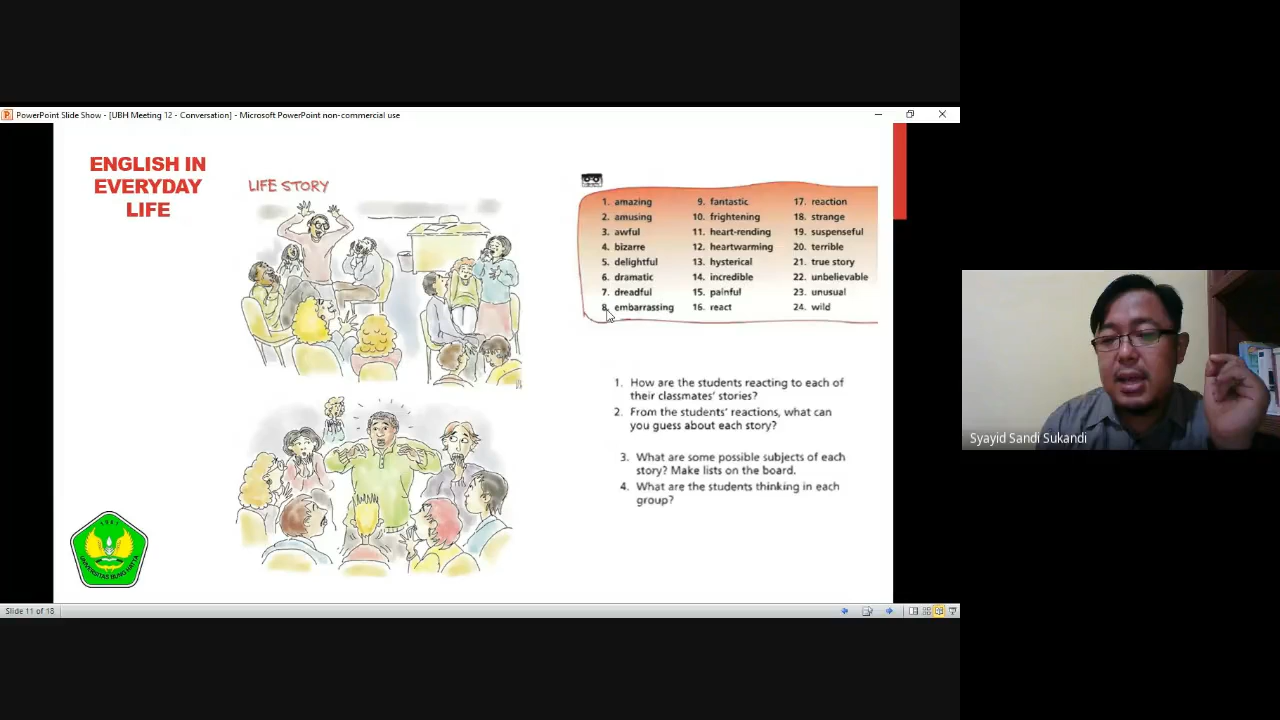 PowerPoint Slide Show - [UBH Meeting 12 - Conversation] - Microsoft PowerPoint non-commercial use
ENGLISH IN
EVERYDAY
LIFE
LIFE STORY
1. amazing
2. amusing
3. awful
4. bizarre
5. delightful
6. dramatic
7. dreadful
8. embarrassing
9. fantastic
10. frightening
11. heart-rending
12. heartwarming
13. hysterical
14. incredible
15. painful
16. react
17. reaction
18. strange
19. suspenseful
20. terrible
21. true story
22. unbelievable
23. unusual
24. wild
1. How are the students reacting to each of
their classmates' stories?
2. From the students' reactions, what can
you guess about each story?
3. What are some possible subjects of each
story? Make lists on the board.
4. What are the students thinking in each
group?
1981
UNIVERSITAS BUNG HATTA
Slide 11 of 18
Syayid Sandi Sukandi